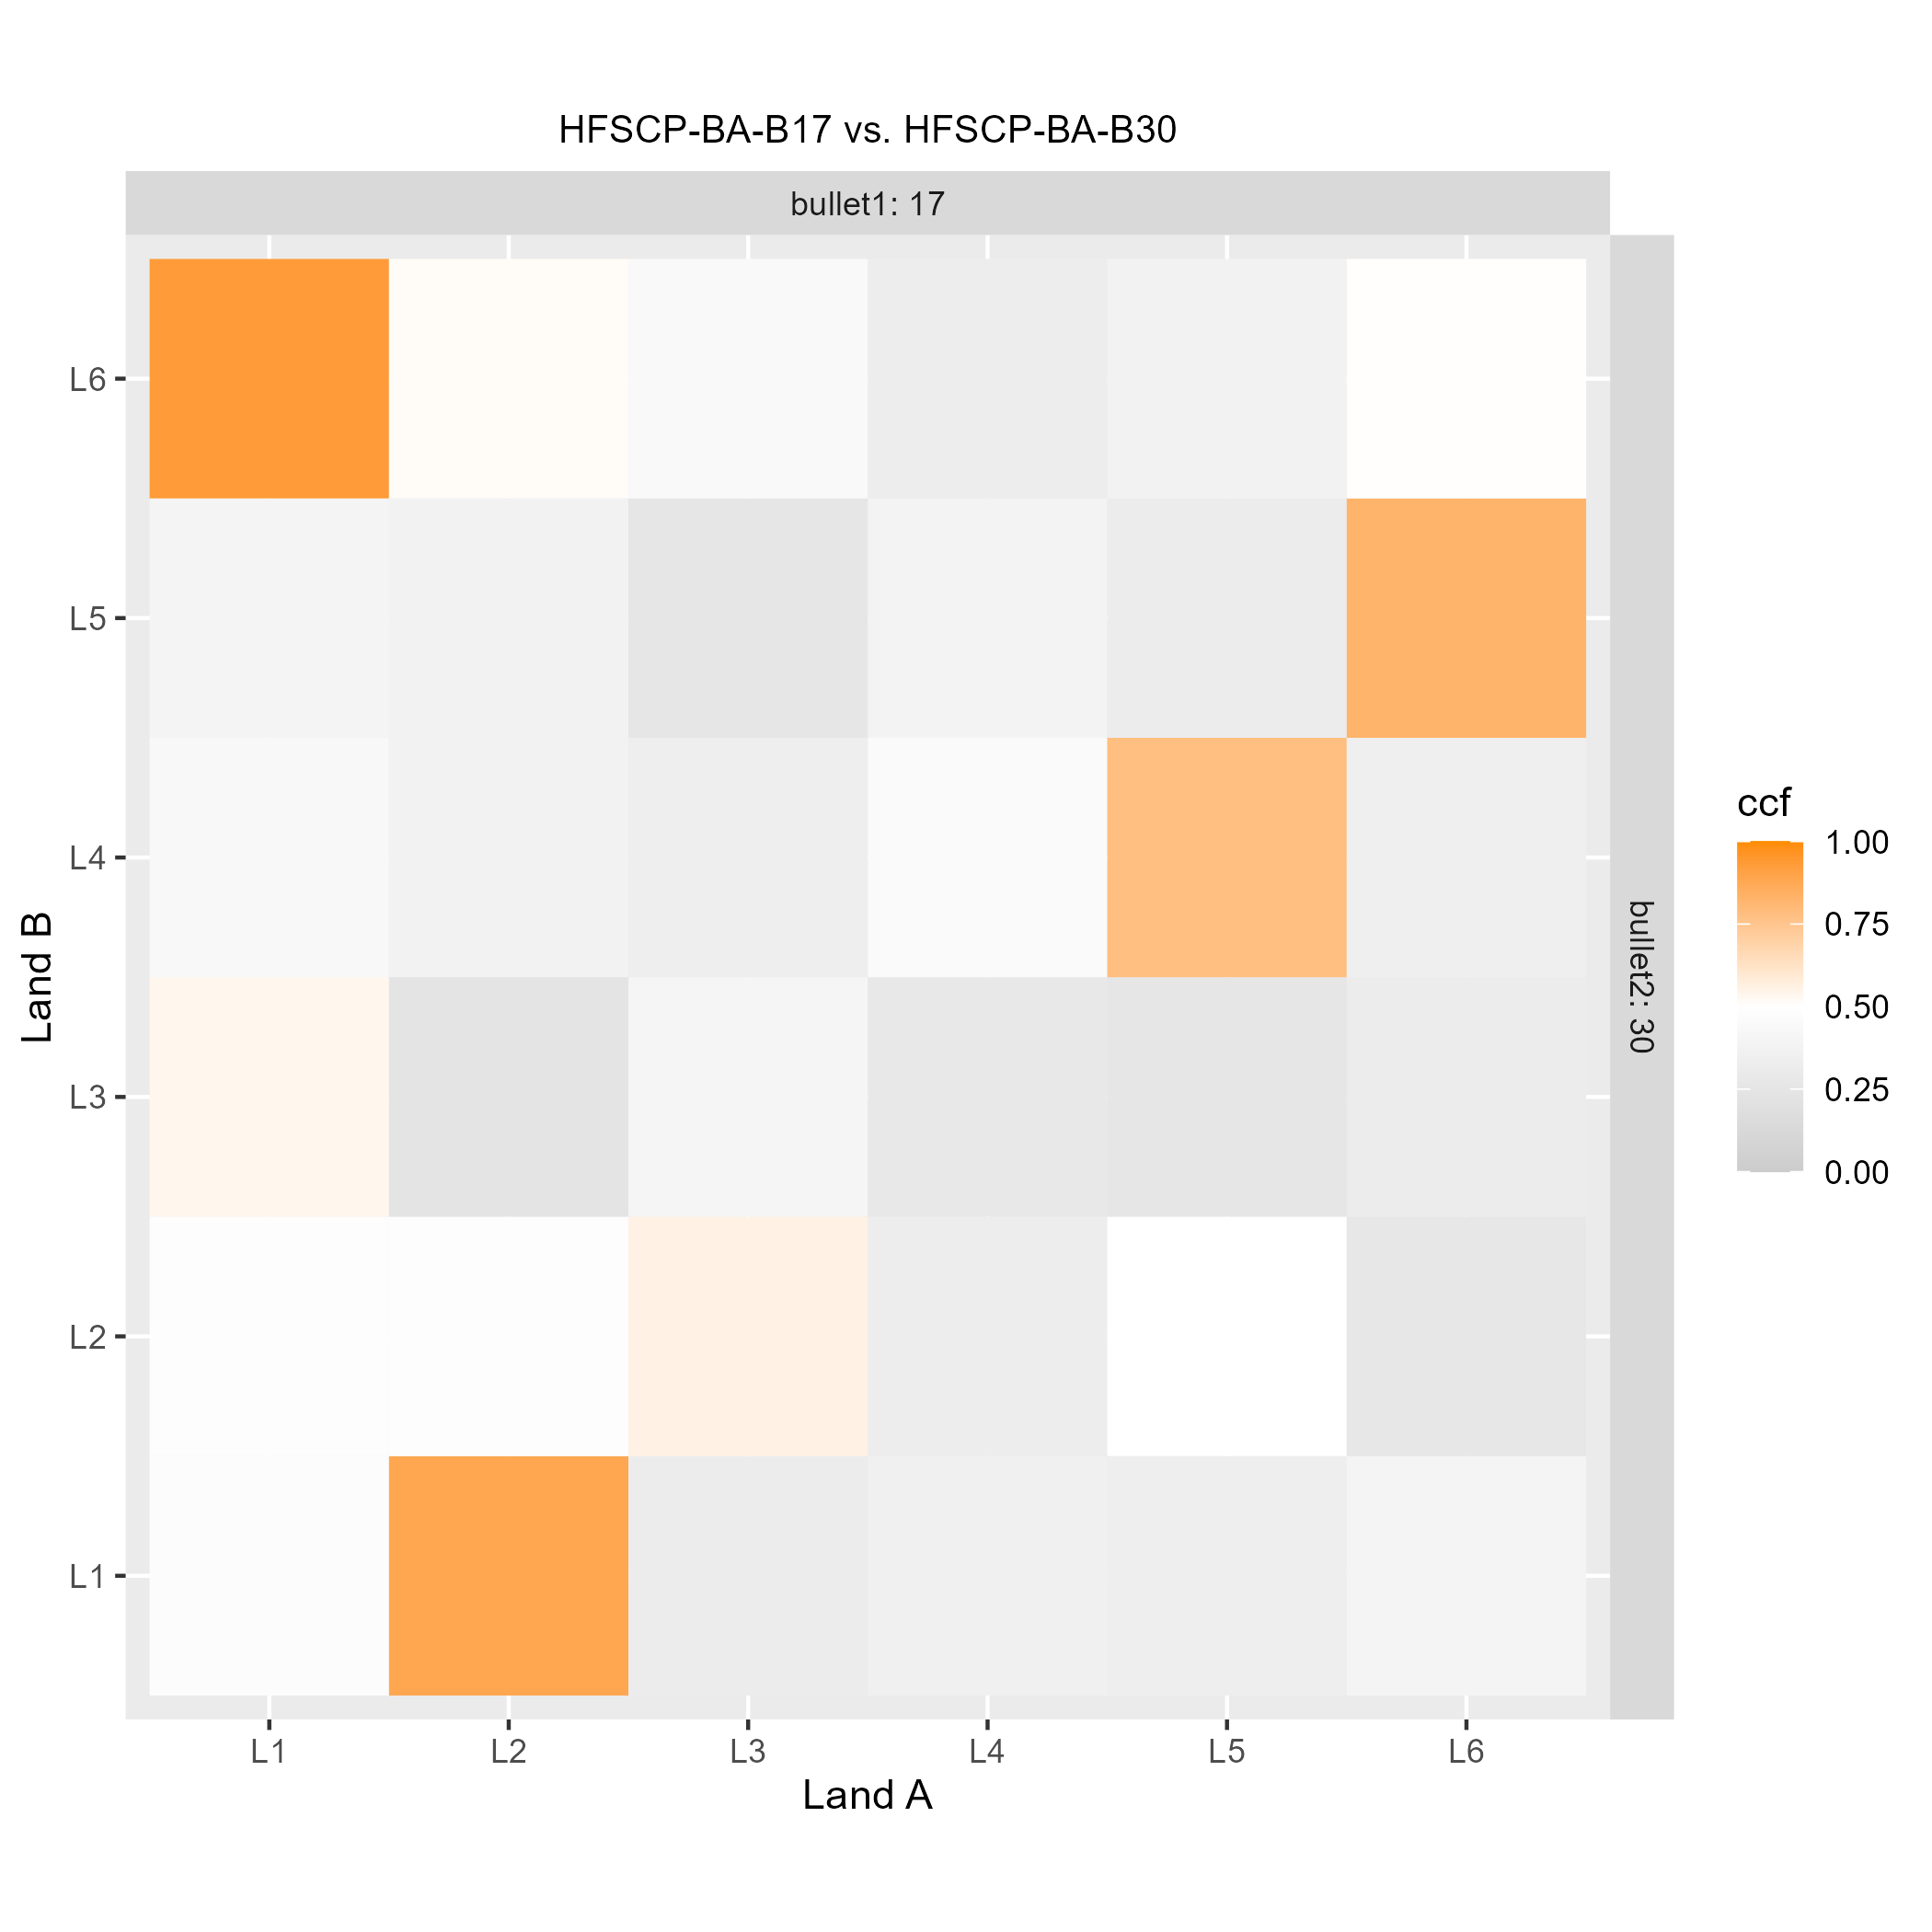 HFSCP-BA-B17 vs. HFSCP-BA-B30
bullet1: 17
L6
L5
L4
L3
L2
L1
Land B
bullet2: 30
L1 L2 L3 L4 L5 L6
Land A
ccf
1.00
0.75
0.50
0.25
0.00